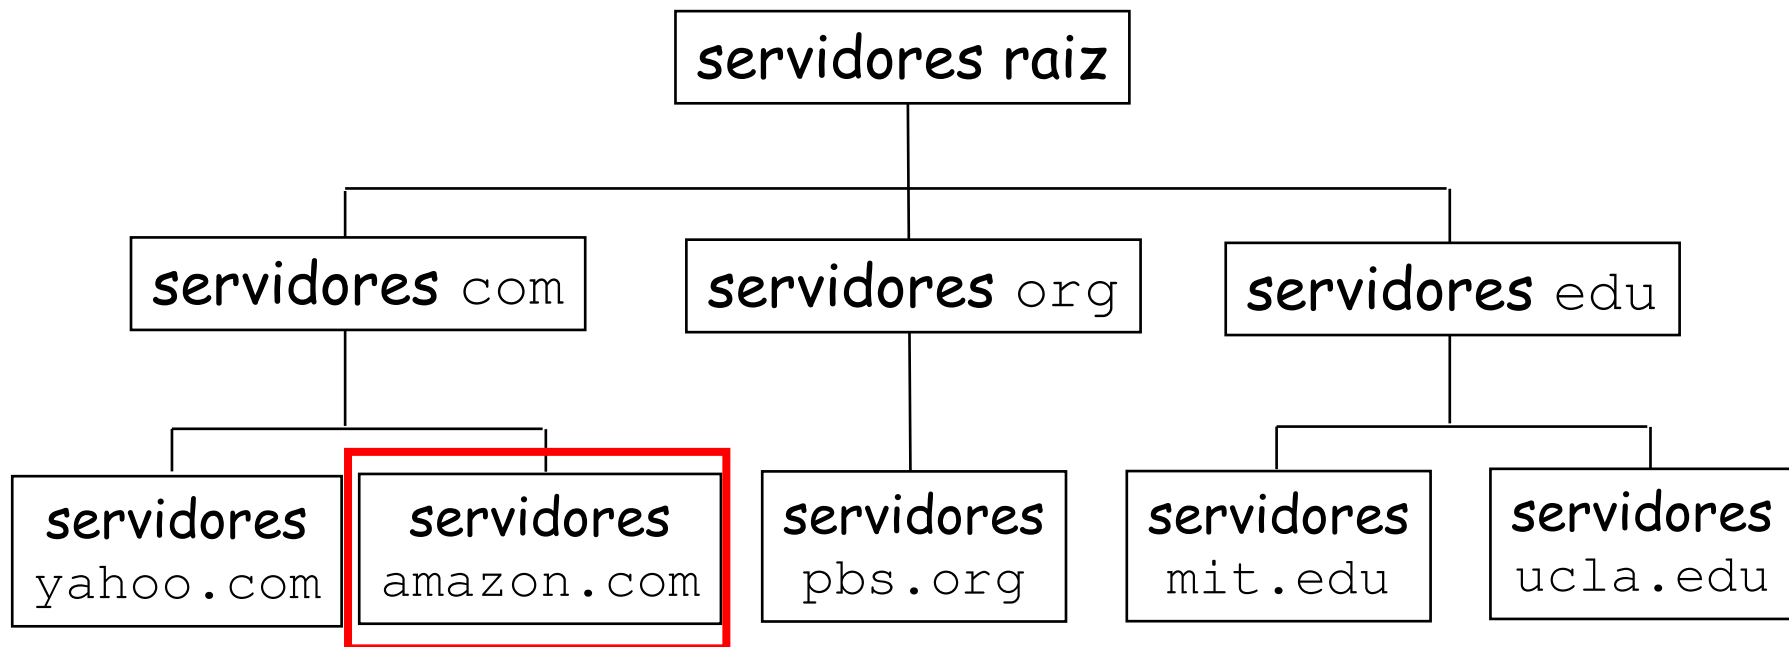 servidores raiz
servidores com
servidores org
servidores edu
servidores
yahoo.com
servidores
amazon.com
servidores
pbs.org
servidores
mit.edu
servidores
ucla.edu